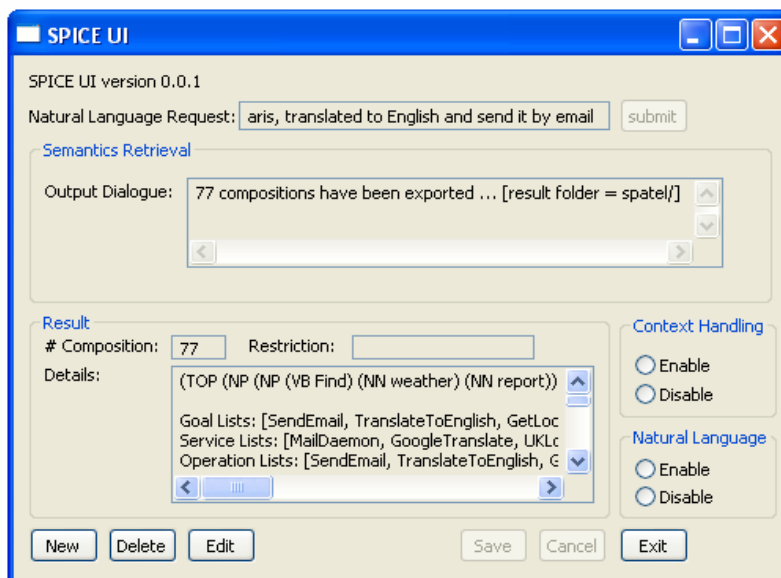 SPICE UI
SPICE UI version 0.0.1
Natural Language Request: aris, translated to English and send it by email submit
Semantics Retrieval
Output Dialogue: 77 compositions have been exported ... [result folder = spatel/]
Result
# Composition: 77 Restriction:
Details: (TOP (NP (NP (VB Find) (NN weather) (NN report))
Goal Lists: [SendEmail, TranslateToEnglish, GetLoc
Service Lists: [MailDaemon, GoogleTranslate, UKLo
Operation Lists: [SendEmail, TranslateToEnglish, G
Context Handling
Enable
Disable
Natural Language
Enable
Disable
New Delete Edit Save Cancel Exit